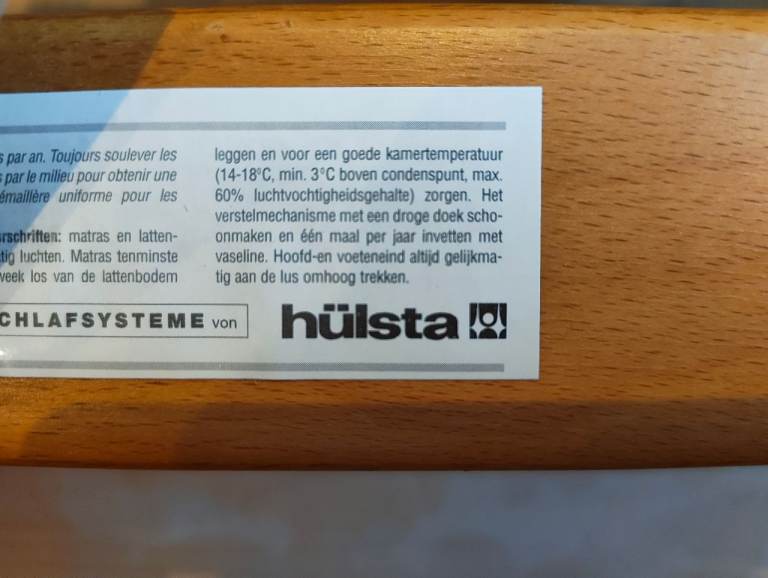 s par an. Toujours soulever les
par le milieu pour obtenir une
émaillère uniforme pour les
rschriften: matras en latten-
tig luchten. Matras tenminste
week los van de lattenbodem
leggen en voor een goede kamertemperatuur
(14-18°C, min. 3°C boven condenspunt, max.
60% luchtvochtigheidsgehalte) zorgen. Het
verstelmechanisme met een droge doek scho-
onmaken en één maal per jaar invetten met
vaseline. Hoofd-en voeteneind altijd gelijkma-
tig aan de lus omhoog trekken.
CHLAFSYSTEME von
hülsta